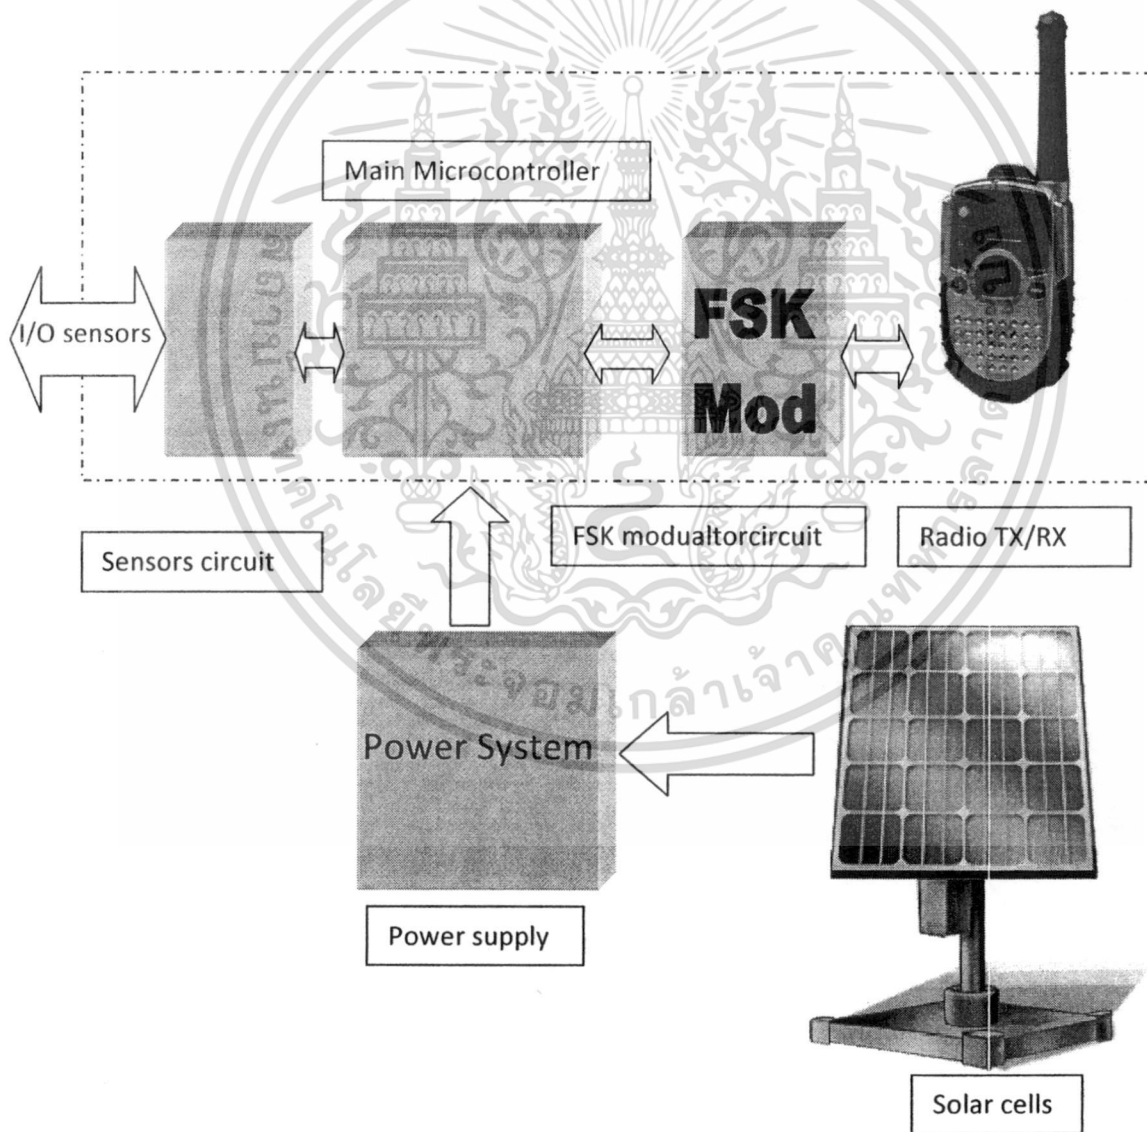 Main Microcontroller
I/O sensors
FSK
Mod
Sensors circuit
FSK modualtorcircuit
Radio TX/RX
Power System
Power supply
Solar cells